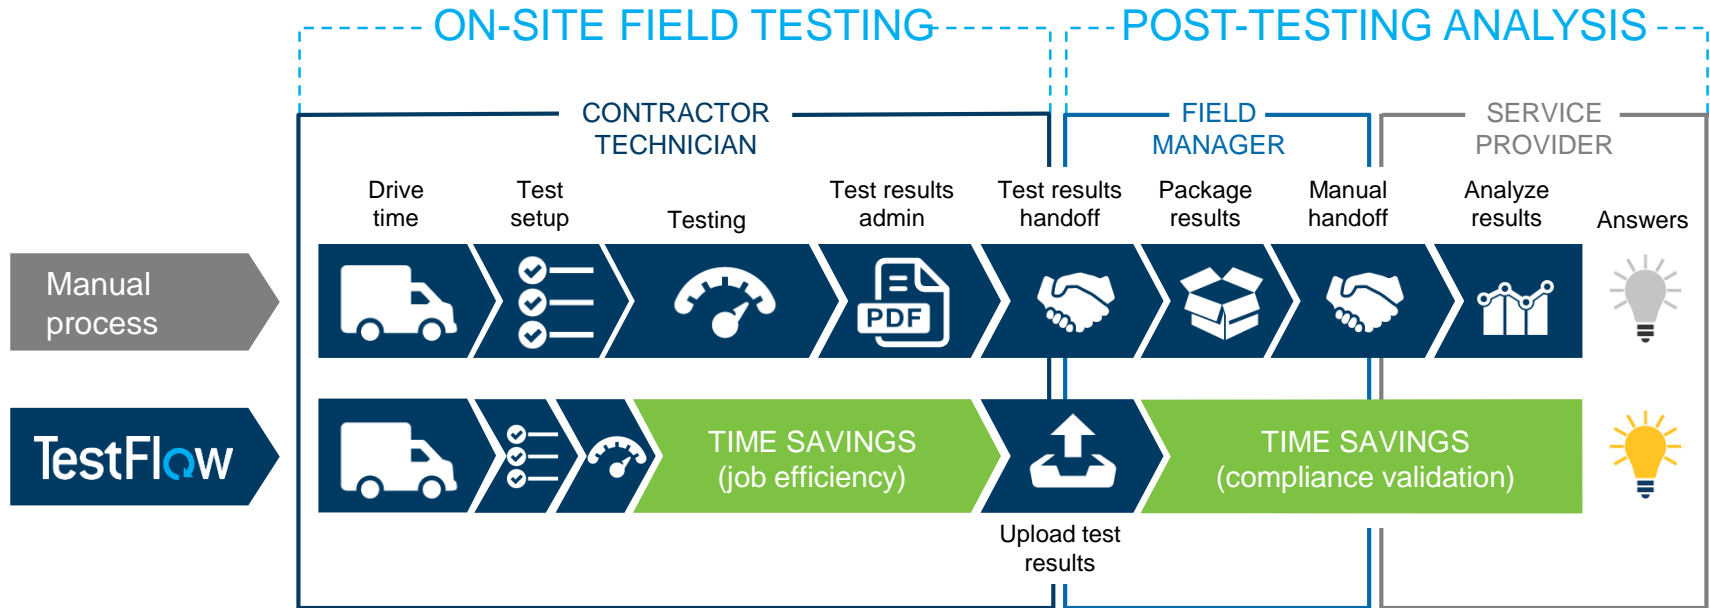 ON-SITE FIELD TESTING
POST-TESTING ANALYSIS
CONTRACTOR
TECHNICIAN
FIELD
MANAGER
SERVICE
PROVIDER
Drive
time
Test
setup
Testing
Test results
admin
Test results
handoff
Package
results
Manual
handoff
Analyze
results
Answers
Manual
process
PDF
TestFlow
TIME SAVINGS
(job efficiency)
TIME SAVINGS
(compliance validation)
Upload test
results